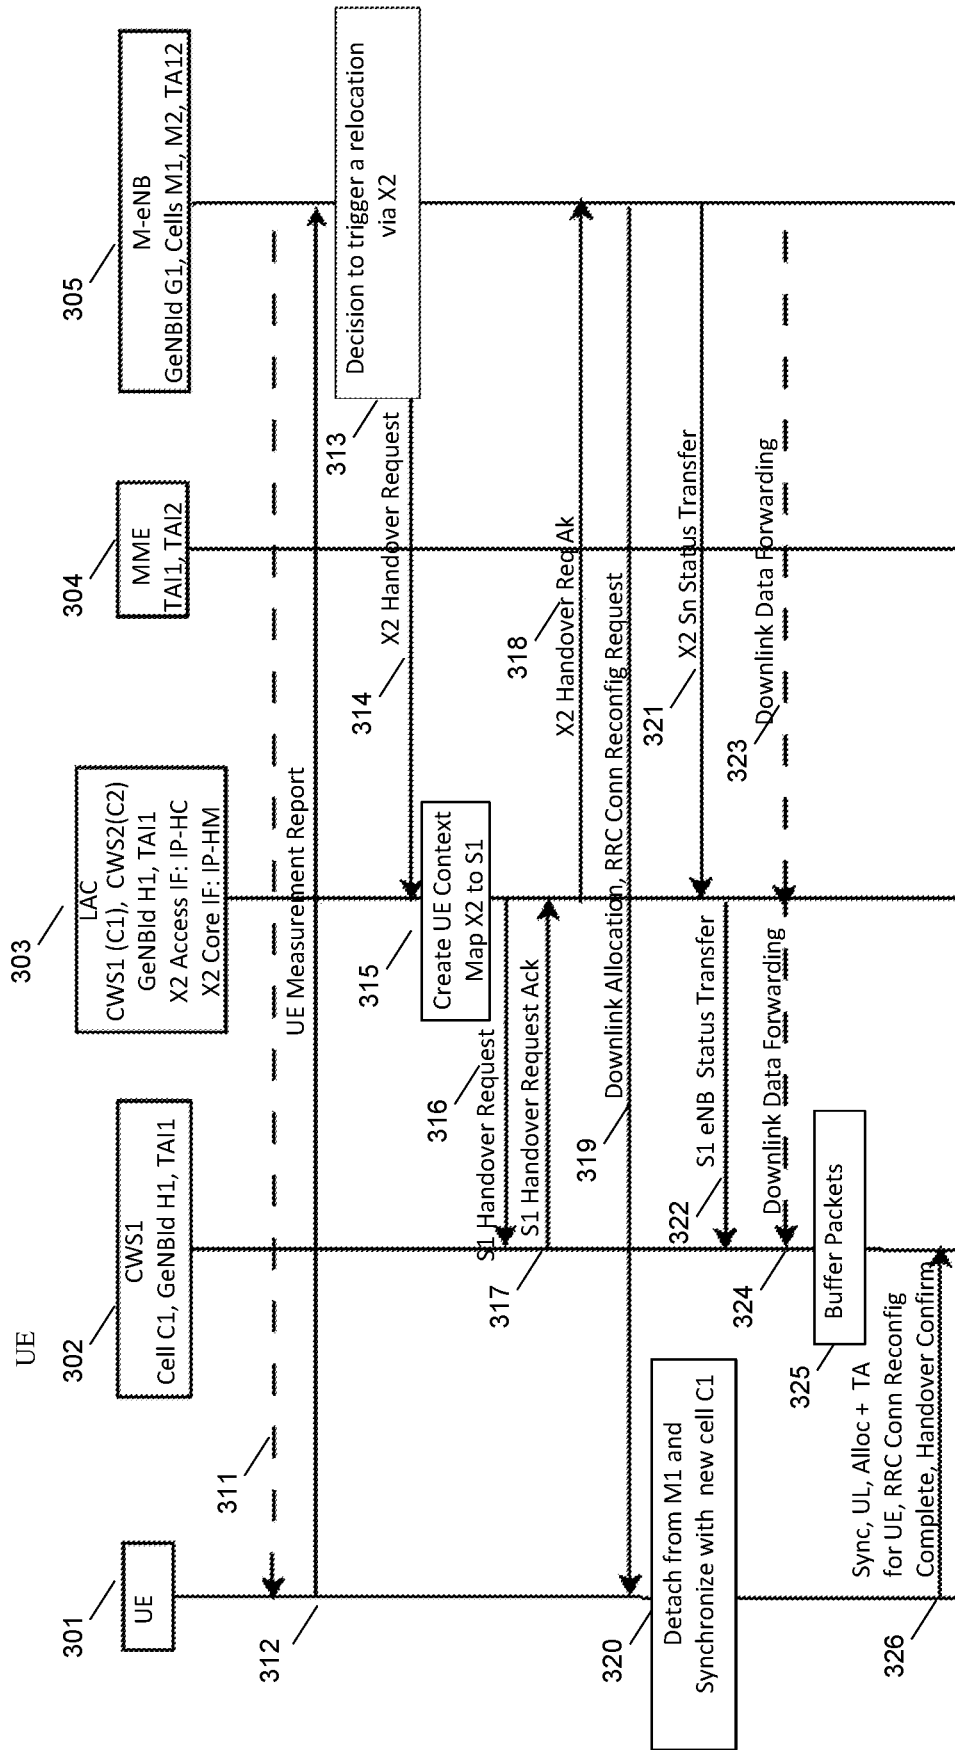 UE
301
UE
302
CWS1
Cell C1, GeNBId H1, TAI1
303
LAC
CWS1 (C1), CWS2(C2)
GeNBId H1, TAI1
X2 Access IF: IP-HC
X2 Core IF: IP-HM
304
MME
TAI1, TAI2
305
M-eNB
GeNBId G1, Cells M1, M2, TA12
311
312
UE Measurement Report
313
Decision to trigger a relocation
via X2
314
X2 Handover Request
315
Create UE Context
Map X2 to S1
316
S1 Handover Request
317
S1 Handover Request Ack
318
X2 Handover Req Ak
319
Downlink Allocation, RRC Conn Reconfig Request
320
Detach from M1 and
Synchronize with new cell C1
321
X2 Sn Status Transfer
322
S1 eNB Status Transfer
323
Downlink Data Forwarding
324
Downlink Data Forwarding
325
Buffer Packets
326
Sync, UL, Alloc + TA
for UE, RRC Conn Reconfig
Complete, Handover Confirm